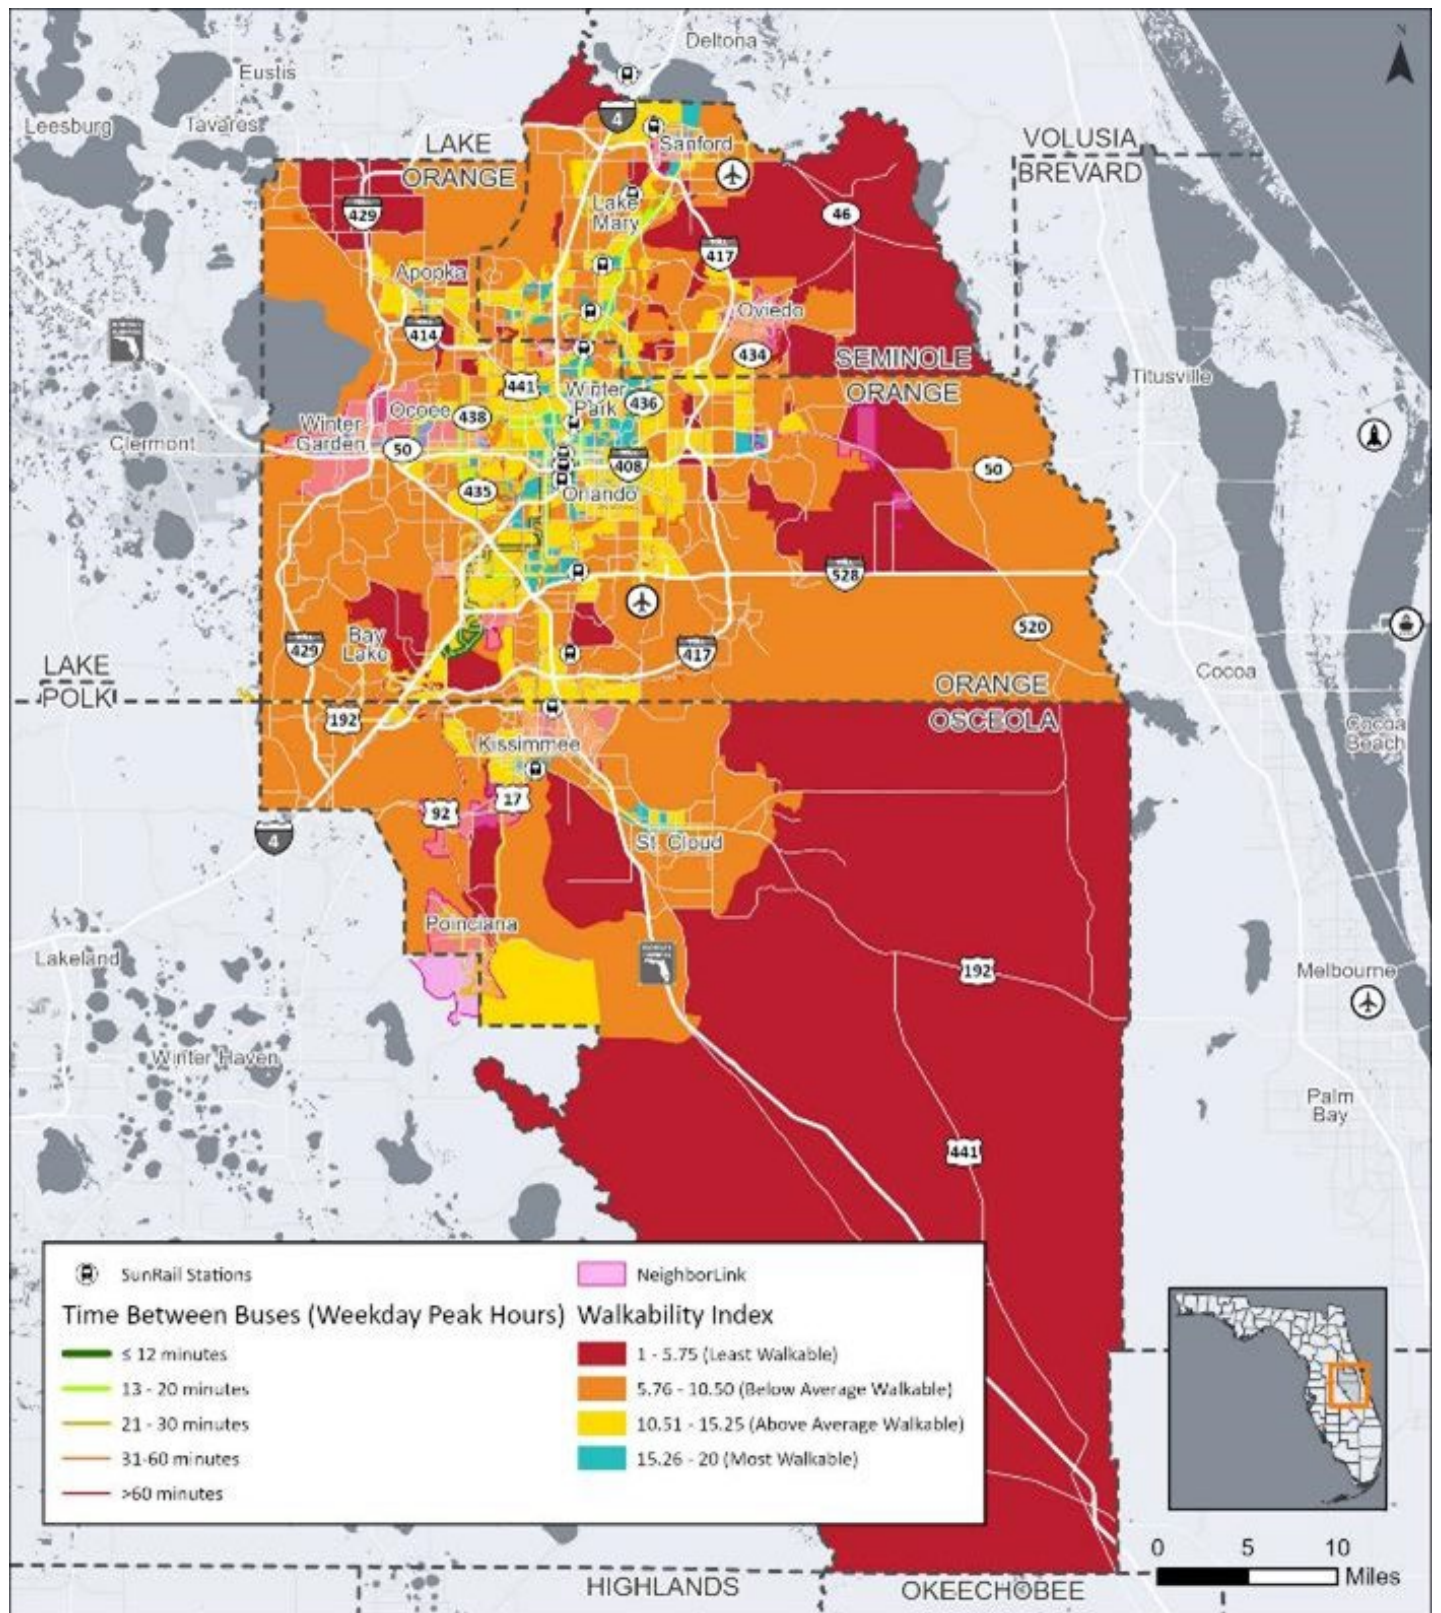 N
Deltona
Eustis
Leesburg
Tavares
4
LAKE
ORANGE
Sanford
VOLUSIA
BREVARD
429
Lake
Mary
46
417
Apopka
414
Oviedo
434
SEMINOLE
ORANGE
441
Winter
Park
436
Titusville
Ocoee
438
Winter
Garden
50
Clermont
408
50
435
Orlando
528
520
Bay
Lake
429
417
LAKE
POLK
Cocoa
ORANGE
OSCEOLA
192
Kissimmee
Cocoa
Beach
17
92
4
St. Cloud
Poinciana
Lakeland
192
Melbourne
Winter Haven
Palm
Bay
441
SunRail Stations
NeighborLink
Time Between Buses (Weekday Peak Hours)
≤ 12 minutes
13 - 20 minutes
21 - 30 minutes
31-60 minutes
>60 minutes
Walkability Index
1 - 5.75 (Least Walkable)
5.76 - 10.50 (Below Average Walkable)
10.51 - 15.25 (Above Average Walkable)
15.26 - 20 (Most Walkable)
0 5 10
Miles
HIGHLANDS
OKEECHOBEE